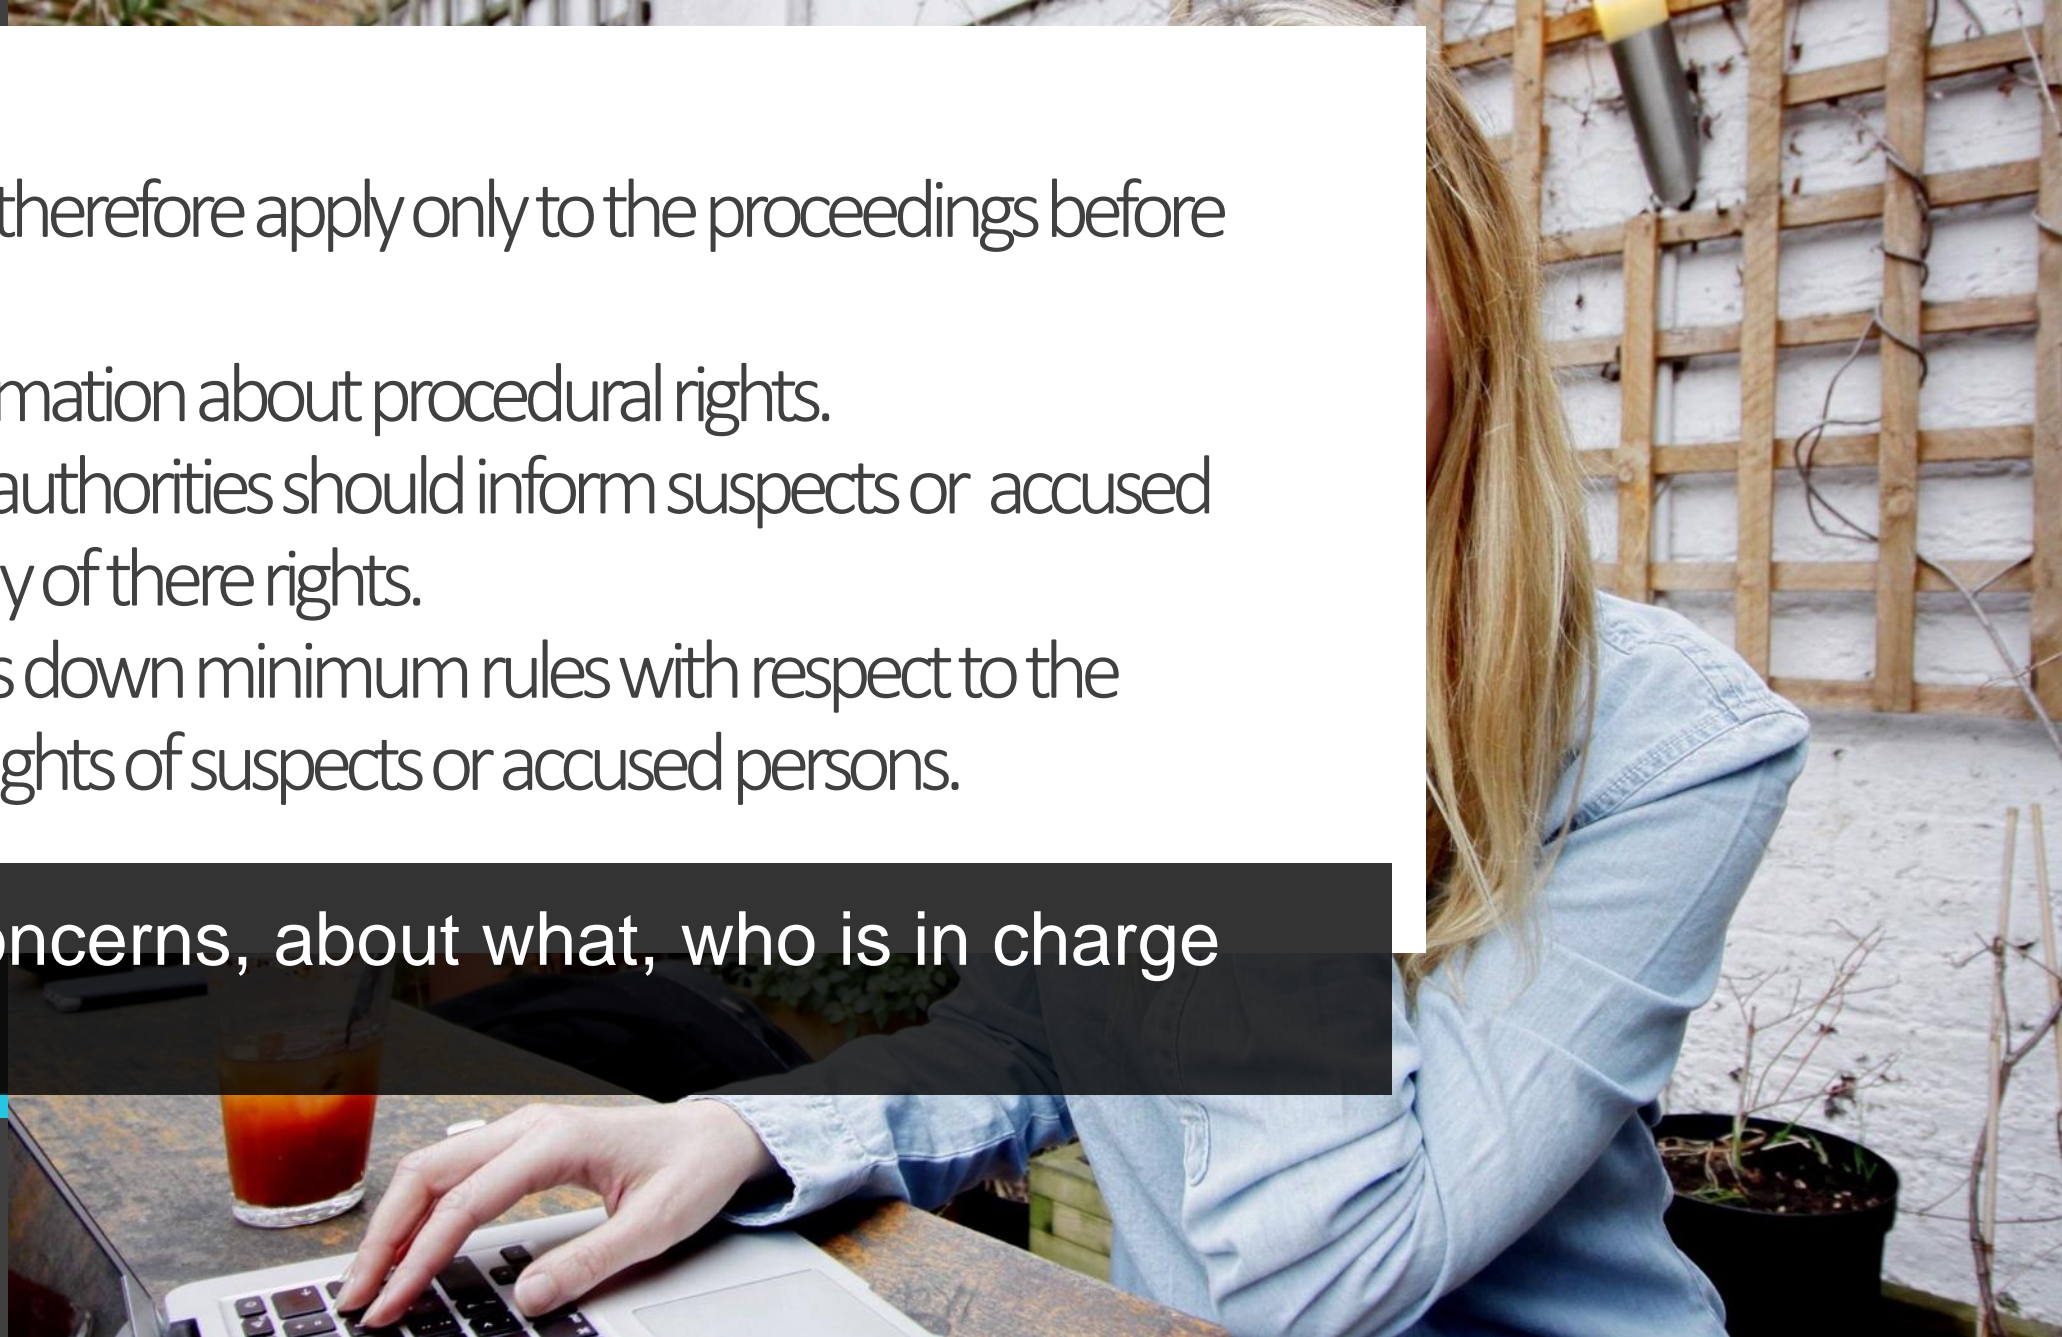 therefore apply only to the proceedings before
rmation about procedural rights.
authorities should inform suspects or accused
y of there rights.
s down minimum rules with respect to the
ghts of suspects or accused persons.
oncerns, about what, who is in charge